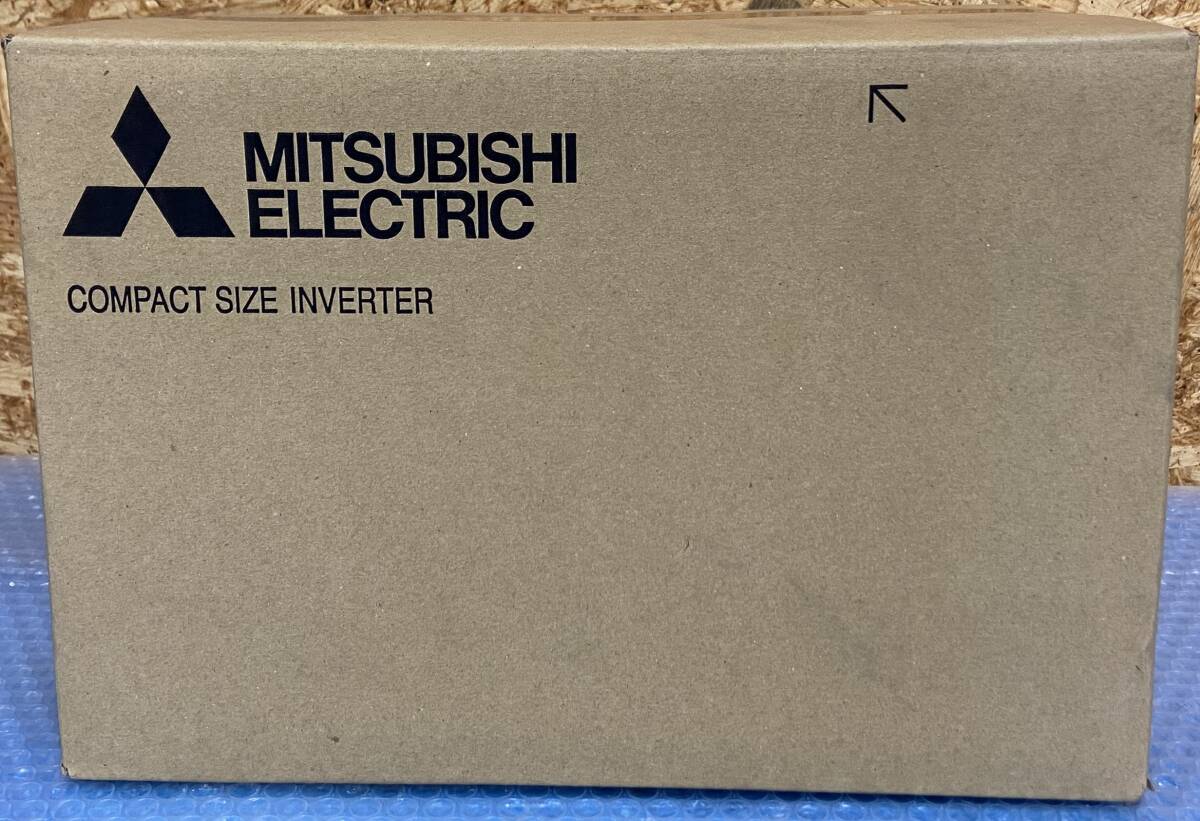 MITSUBISHI
ELECTRIC
COMPACT SIZE INVERTER